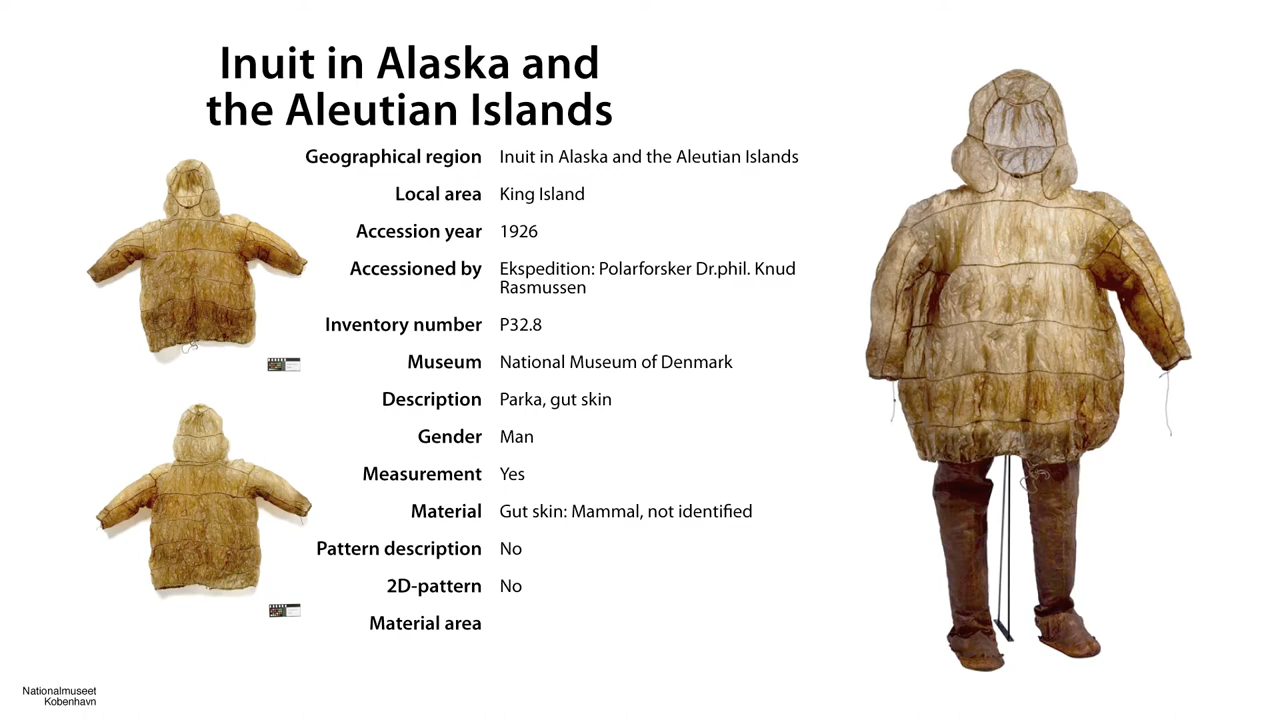 Inuit in Alaska and
the Aleutian Islands
Geographical region Inuit in Alaska and the Aleutian Islands
Local area King Island
Accession year 1926
Accessioned by Ekspedition: Polarforsker Dr.phil. Knud
Rasmussen
Inventory number P32.8
Museum National Museum of Denmark
Description Parka, gut skin
Gender Man
Measurement Yes
Material Gut skin: Mammal, not identified
Pattern description No
2D-pattern No
Material area
Nationalmuseet
Kobenhavn